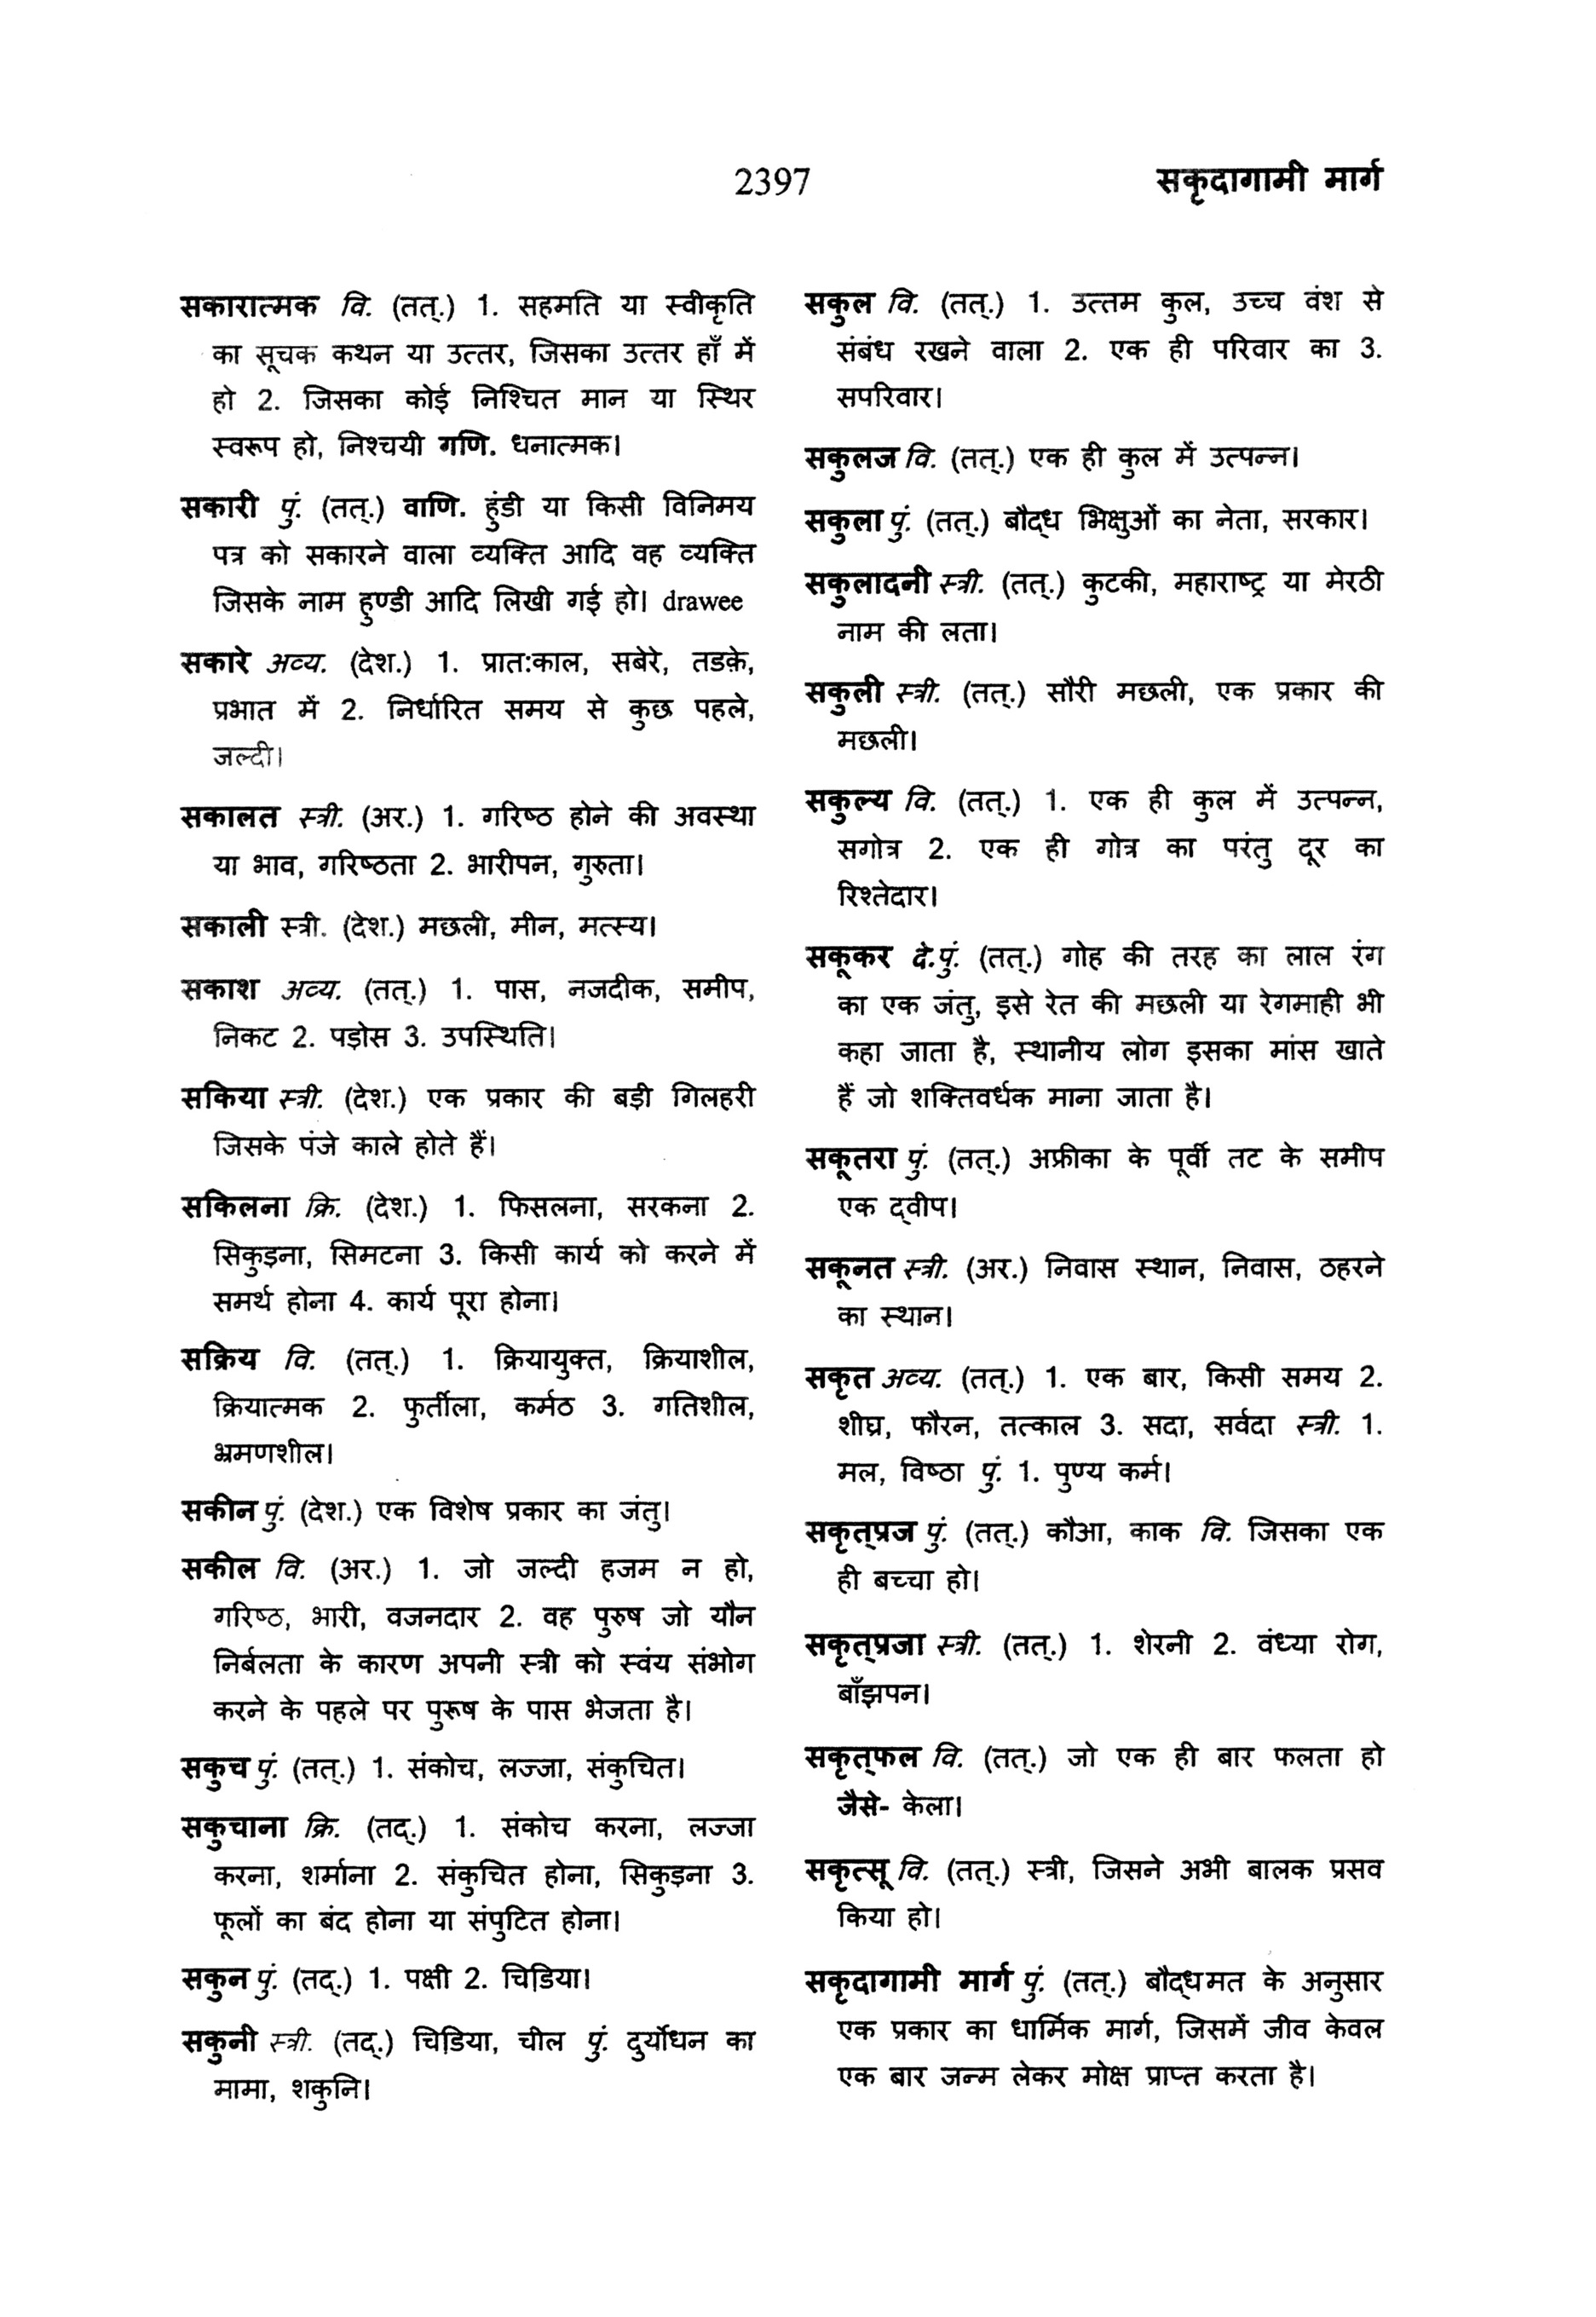 2397
सकृदागामी मार्ग
सकारात्मक वि. (तत्.) 1. सहमति या स्वीकृति
का सूचक कथन या उत्तर, जिसका उत्तर हाँ में
हो 2. जिसका कोई निश्चित मान या स्थिर
स्वरूप हो, निश्चयी गणि. धनात्मक।
सकारी पुं. (तत्.) वाणि. हुंडी या किसी विनिमय
पत्र को सकारने वाला व्यक्ति आदि वह व्यक्ति
जिसके नाम हुण्डी आदि लिखी गई हो। drawee
सकारे अव्य. (देश.) 1. प्रात:काल, सबेरे, तडक़े,
प्रभात में 2. निर्धारित समय से कुछ पहले,
जल्दी।
सकालत स्त्री. (अर.) 1. गरिष्ठ होने की अवस्था
या भाव, गरिष्ठता 2. भारीपन, गुरुता।
सकाली स्त्री. (देश.) मछली, मीन, मत्स्य।
सकाश अव्य. (तत्.) 1. पास, नजदीक, समीप,
निकट 2. पड़ोस 3. उपस्थिति।
सकिया स्त्री. (देश.) एक प्रकार की बड़ी गिलहरी
जिसके पंजे काले होते हैं।
सकिलना क्रि. (देश.) 1. फिसलना, सरकना 2.
सिकुड़ना, सिमटना 3. किसी कार्य को करने में
समर्थ होना 4. कार्य पूरा होना।
सक्रिय वि. (तत्.) 1. क्रियायुक्त, क्रियाशील,
क्रियात्मक 2. फुर्तीला, कर्मठ 3. गतिशील,
भ्रमणशील।
सकीन पुं. (देश.) एक विशेष प्रकार का जंतु।
सकील वि. (अर.) 1. जो जल्दी हजम न हो,
गरिष्ठ, भारी, वजनदार 2. वह पुरुष जो यौन
निर्बलता के कारण अपनी स्त्री को स्वंय संभोग
करने के पहले पर पुरूष के पास भेजता है।
सकुच पुं. (तत्.) 1. संकोच, लज्जा, संकुचित।
सकुचाना क्रि. (तद्.) 1. संकोच करना, लज्जा
करना, शर्माना 2. संकुचित होना, सिकुड़ना 3.
फूलों का बंद होना या संपुटित होना।
सकुन पुं. (तद्.) 1. पक्षी 2. चिडिया।
सकुनी स्त्री. (तद्.) चिडिया, चील पुं. दुर्योधन का
मामा, शकुनि।
सकुल वि. (तत्.) 1. उत्तम कुल, उच्च वंश से
संबंध रखने वाला 2. एक ही परिवार का 3.
सपरिवार।
सकुलज वि. (तत्.) एक ही कुल में उत्पन्न।
सकुला पुं. (तत्.) बौद्ध भिक्षुओं का नेता, सरकार।
सकुलादनी स्त्री. (तत्.) कुटकी, महाराष्ट्र या मेरठी
नाम की लता।
सकुली स्त्री. (तत्.) सौरी मछली, एक प्रकार की
मछली।
सकुल्य वि. (तत्.) 1. एक ही कुल में उत्पन्न,
सगोत्र 2. एक ही गोत्र का परंतु दूर का
रिश्तेदार।
सकूकर दे.पुं. (तत्.) गोह की तरह का लाल रंग
का एक जंतु, इसे रेत की मछली या रेगमाही भी
कहा जाता है, स्थानीय लोग इसका मांस खाते
हैं जो शक्तिवर्धक माना जाता है।
सकूतरा पुं. (तत्.) अफ्रीका के पूर्वी तट के समीप
एक द्वीप।
सकूनत स्त्री. (अर.) निवास स्थान, निवास, ठहरने
का स्थान।
सकृत अव्य. (तत्.) 1. एक बार, किसी समय 2.
शीघ्र, फौरन, तत्काल 3. सदा, सर्वदा स्त्री. 1.
मल, विष्ठा पुं. 1. पुण्य कर्म।
सकृत्प्रज पुं. (तत्.) कौआ, काक वि. जिसका एक
ही बच्चा हो।
सकृत्प्रजा स्त्री. (तत्.) 1. शेरनी 2. वंध्या रोग,
बाँझपन।
सकृत्फल वि. (तत्.) जो एक ही बार फलता हो
जैसे- केला।
सकृत्सू वि. (तत्.) स्त्री, जिसने अभी बालक प्रसव
किया हो।
सकृदागामी मार्ग पुं. (तत्.) बौद्धमत के अनुसार
एक प्रकार का धार्मिक मार्ग, जिसमें जीव केवल
एक बार जन्म लेकर मोक्ष प्राप्त करता है।